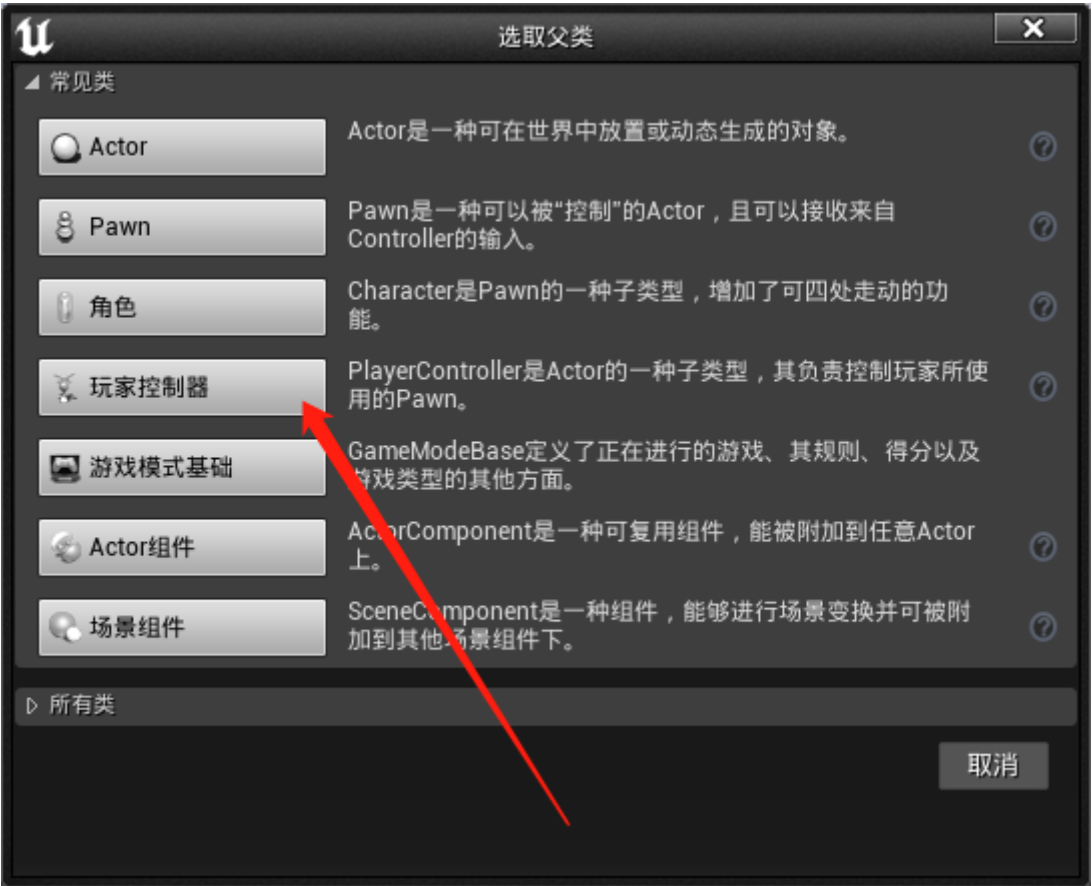 选取父类
常见类
Actor
Actor是一种可在世界中放置或动态生成的对象。
Pawn
Pawn是一种可以被“控制”的Actor，且可以接收来自
Controller的输入。
角色
Character是Pawn的一种子类型，增加了可四处走动的功
能。
玩家控制器
PlayerController是Actor的一种子类型，其负责控制玩家所使
用的Pawn。
游戏模式基础
GameModeBase定义了正在进行的游戏、其规则、得分以及
游戏类型的其他方面。
Actor组件
ActorComponent是一种可复用组件，能被附加到任意Actor
上。
场景组件
SceneComponent是一种组件，能够进行场景变换并可被附
加到其他场景组件下。
所有类
取消